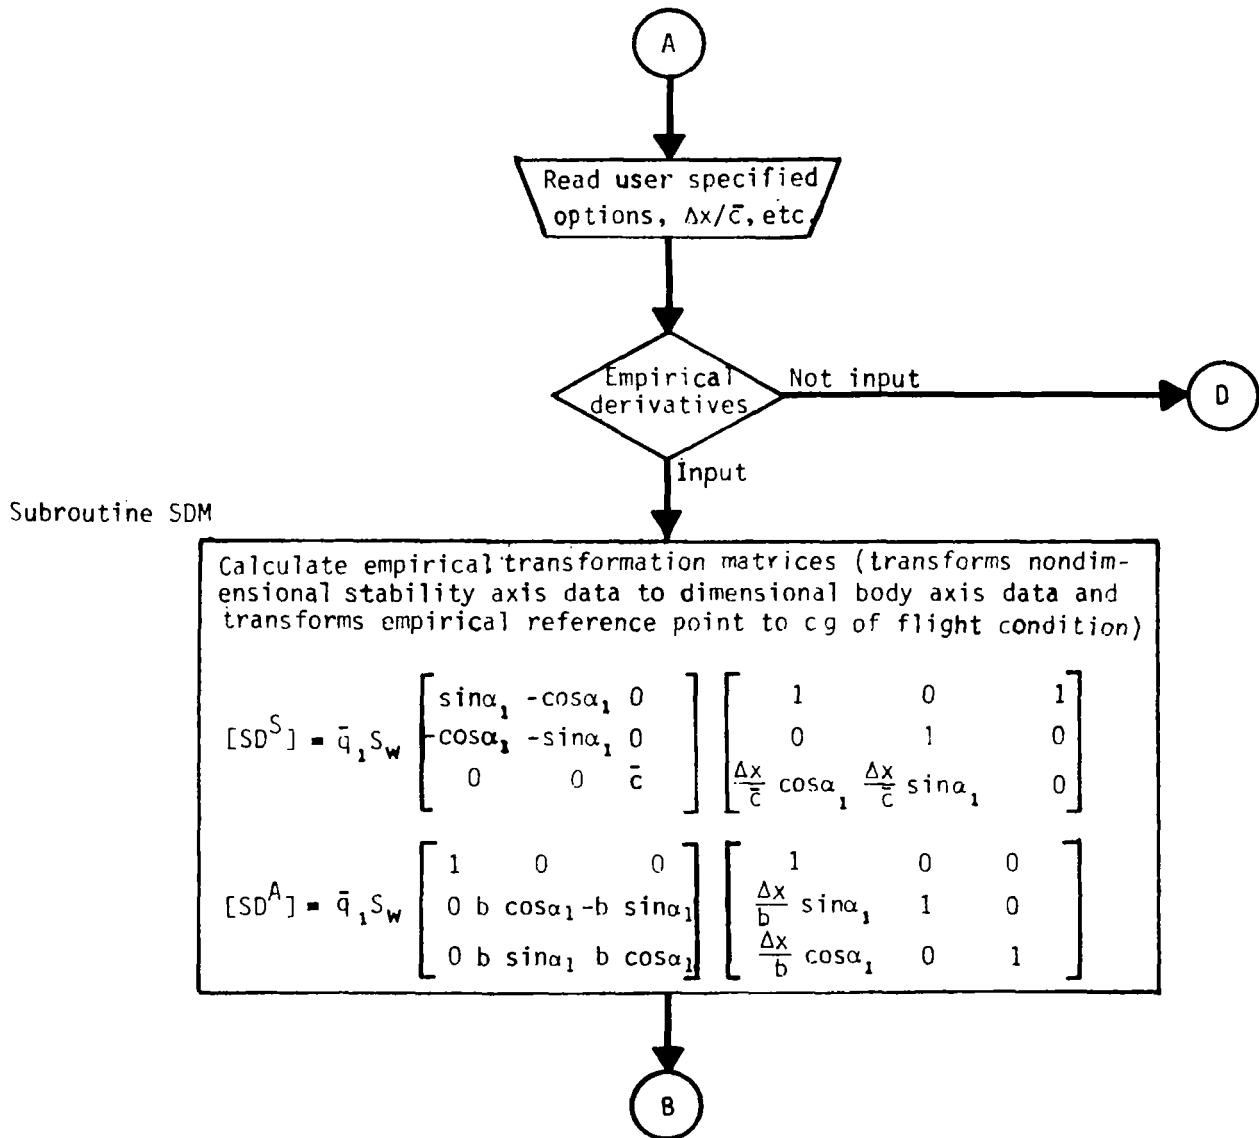 A
Read user specified
options, Δx/c̄, etc.
Empirical
derivatives
Not input
D
Input
Subroutine SDM
Calculate empirical transformation matrices (transforms nondim-
ensional stability axis data to dimensional body axis data and
transforms empirical reference point to cg of flight condition)
sinα₁ -cosα₁ 0 1 0 1
[SD^S] = q̄₁S_w -cosα₁ -sinα₁ 0 0 1 0
0 0 c̄ Δx/c̄ cosα₁ Δx/c̄ sinα₁ 0
1 0 0 1 0 0
[SD^A] = q̄₁S_w 0 b cosα₁ -b sinα₁ Δx/b sinα₁ 1 0
0 b sinα₁ b cosα₁ Δx/b cosα₁ 0 1
B